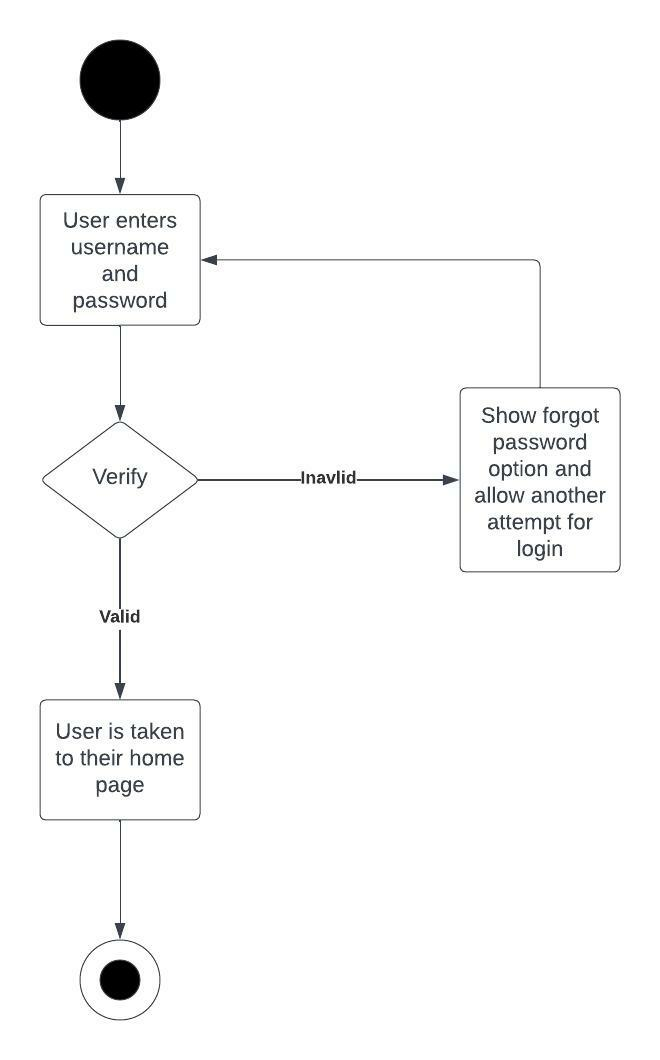 User enters
username
and
password
Verify
Inavlid
Show forgot
password
option and
allow another
attempt for
login
Valid
User is taken
to their home
page